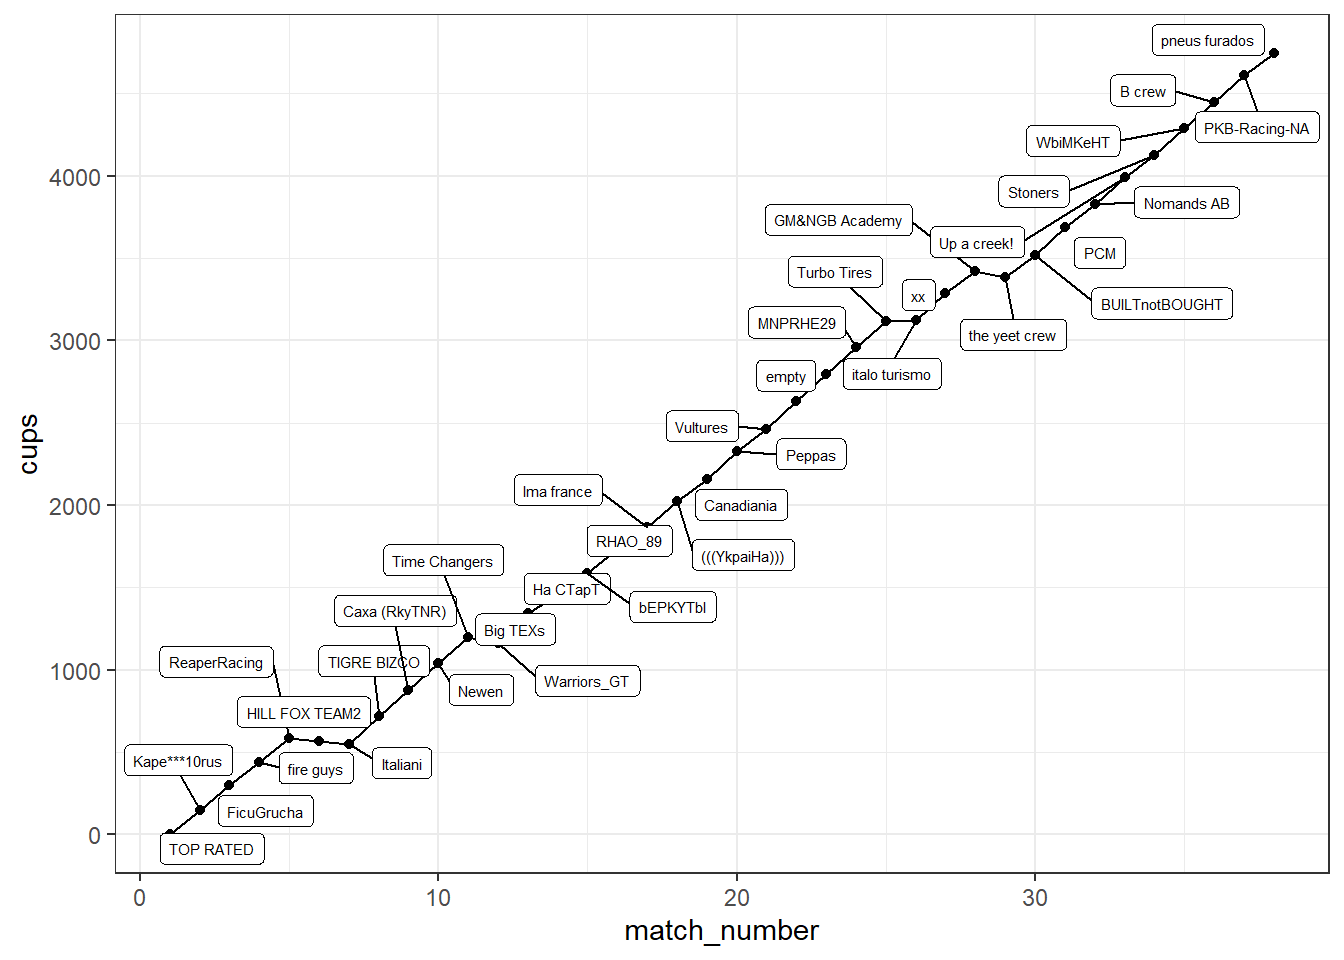 pneus furados
B crew
PKB-Racing-NA
WbiMKeHT
Stoners
Nomands AB
GM&NGB Academy
Up a creek!
PCM
Turbo Tires
xx
BUILTnotBOUGHT
MNPRHE29
the yeet crew
empty
italo turismo
Vultures
Peppas
Ima france
Canadiania
RHAO_89
(((YkpaiHa)))
Time Changers
Ha CTapT
bEPKYTbI
Caxa (RkyTNR)
Big TEXs
ReaperRacing
TIGRE BIZCO
Warriors_GT
Newen
HILL FOX TEAM2
Kape***10rus
fire guys
Italiani
FicuGrucha
TOP RATED
4000
3000
2000
1000
0
cups
0
10
20
30
match_number